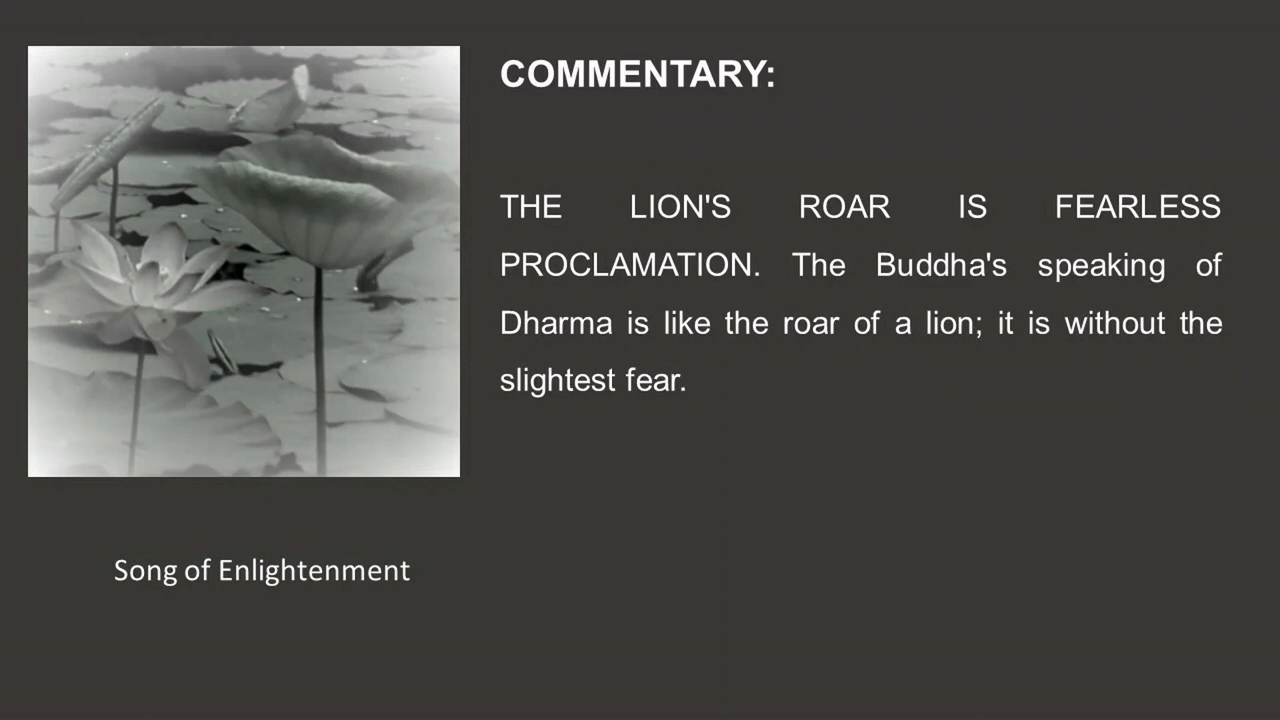 COMMENTARY:
THE LION'S ROAR IS FEARLESS
PROCLAMATION. The Buddha's speaking of
Dharma is like the roar of a lion; it is without the
slightest fear.
Song of Enlightenment